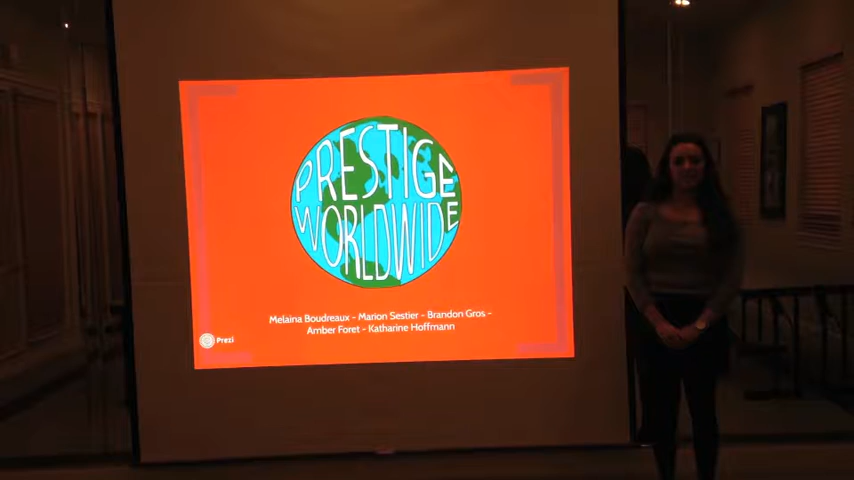 PRESTIGE
WORLDWIDE
Melaina Boudreaux - Marion Sestier - Brandon Gros -
Amber Foret - Katharine Hoffmann
Prezi